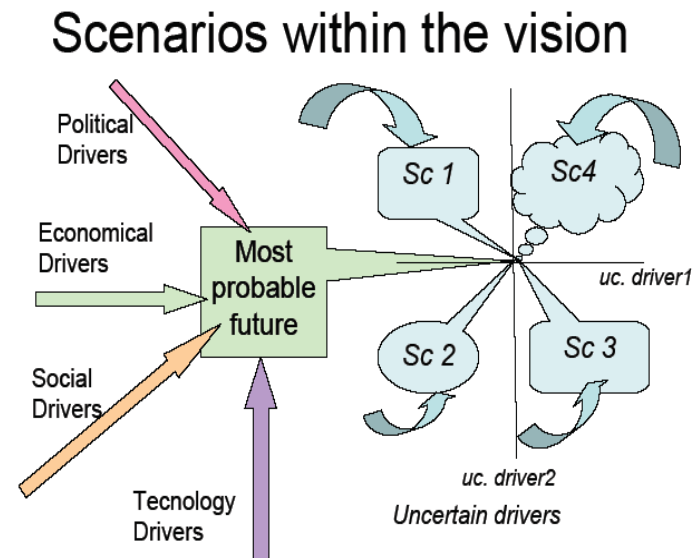 Scenarios within the vision
Political
Drivers
Economical
Drivers
Social
Drivers
Tecnology
Drivers
Most
probable
future
Sc 1
Sc4
uc. driver1
Sc 2
Sc 3
uc. driver2
Uncertain drivers